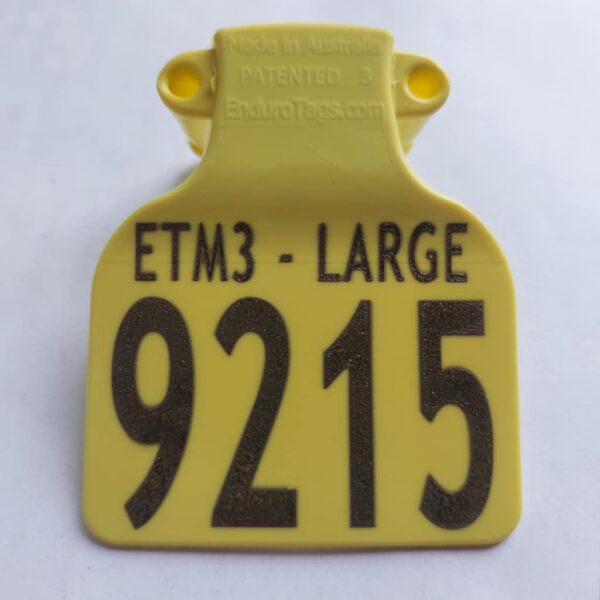 Made in Australia
PATENTED 3
EnduroTags.com
ETM3 - LARGE
9215